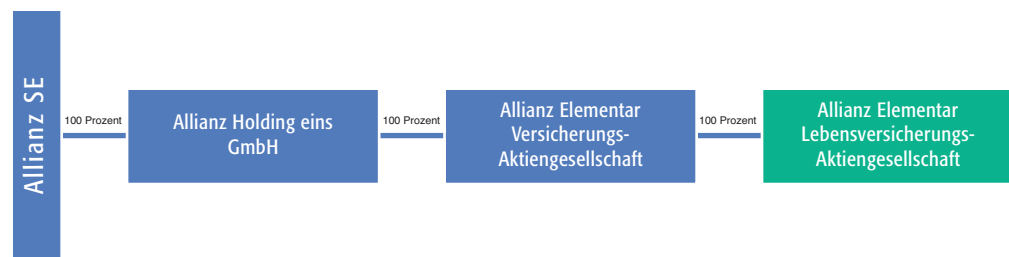 Allianz SE
100 Prozent
Allianz Holding eins
GmbH
100 Prozent
Allianz Elementar
Versicherungs-
Aktiengesellschaft
100 Prozent
Allianz Elementar
Lebensversicherungs-
Aktiengesellschaft